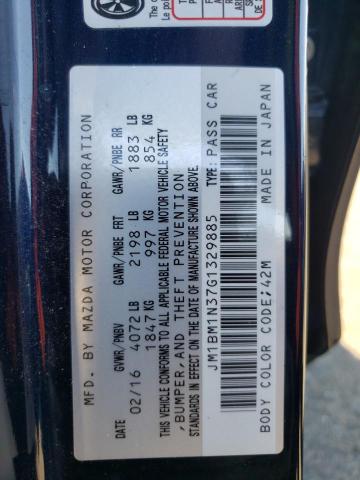 MFD. BY MAZDA MOTOR CORPORATION
DATE GVWR/PNBV GAWR/PNBE FRT GAWR/PNBE RR
02/16 4072 LB 2198 LB 1883 LB
1847 KG 997 KG 854 KG
THIS VEHICLE CONFORMS TO ALL APPLICABLE FEDERAL MOTOR VEHICLE SAFETY
, BUMPER, AND THEFT PREVENTION
STANDARDS IN EFFECT ON THE DATE OF MANUFACTURE SHOWN ABOVE.
JM1BM1N37G1329885 TYPE: PASS CAR
BODY COLOR CODE: 42M MADE IN JAPAN
The
Le